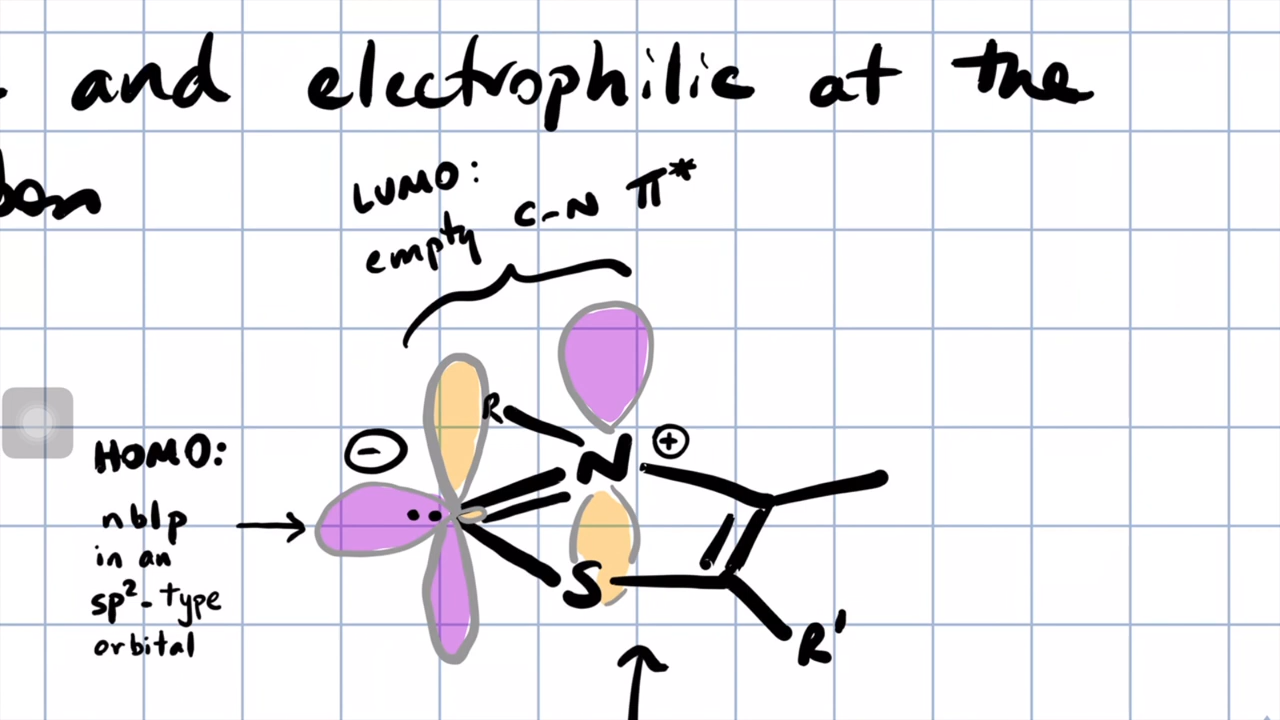 and electrophilic at the
LUMO:
empty C-N π*
R
N
⊕
⊖
HOMO:
nblp
in an
sp²-type
orbital
S
R'